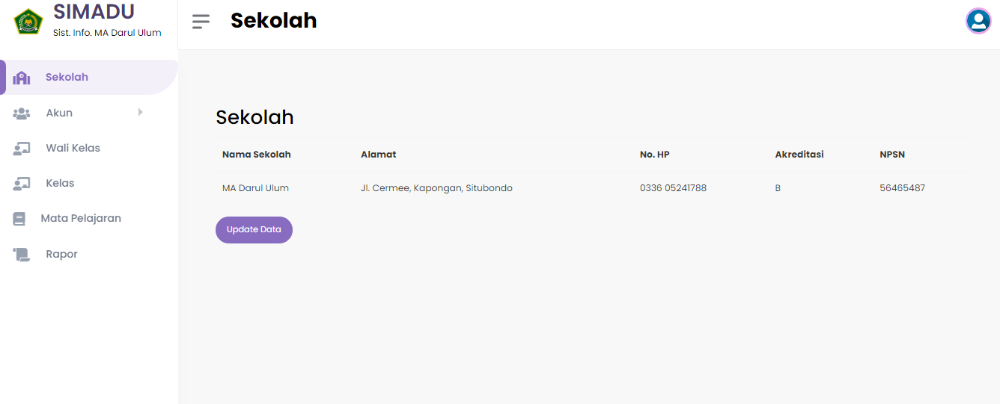 SIMADU
Sist. Info. MA Darul Ulum
Sekolah
Sekolah
Akun
Wali Kelas
Kelas
Mata Pelajaran
Rapor
Sekolah
Nama Sekolah Alamat No. HP Akreditasi NPSN
MA Darul Ulum Jl. Cermee, Kapongan, Situbondo 0336 05241788 B 56465487
Update Data